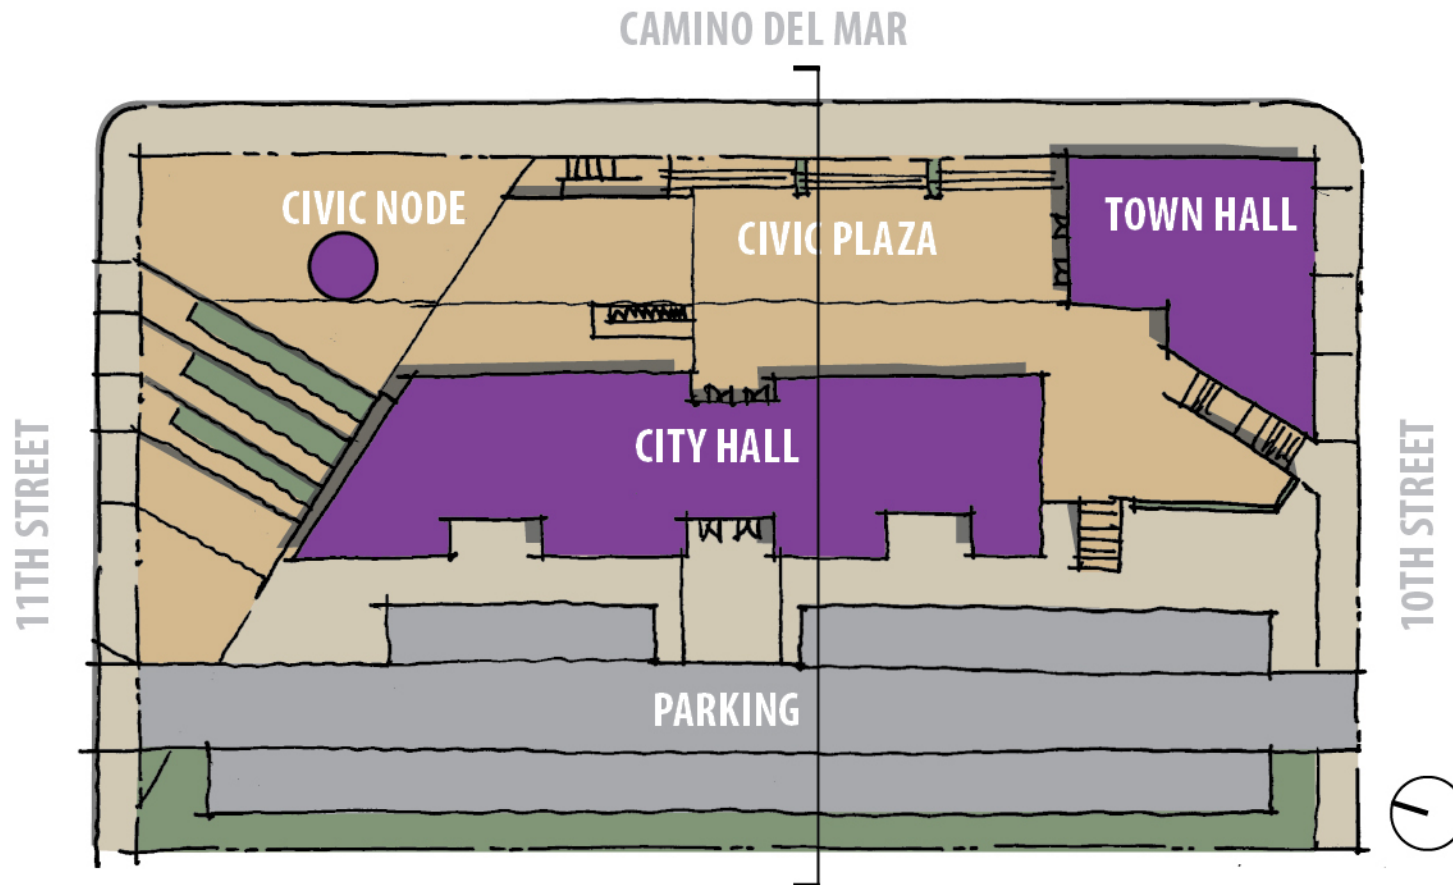 CAMINO DEL MAR
CIVIC NODE
CIVIC PLAZA
TOWN HALL
CITY HALL
11TH STREET
10TH STREET
PARKING